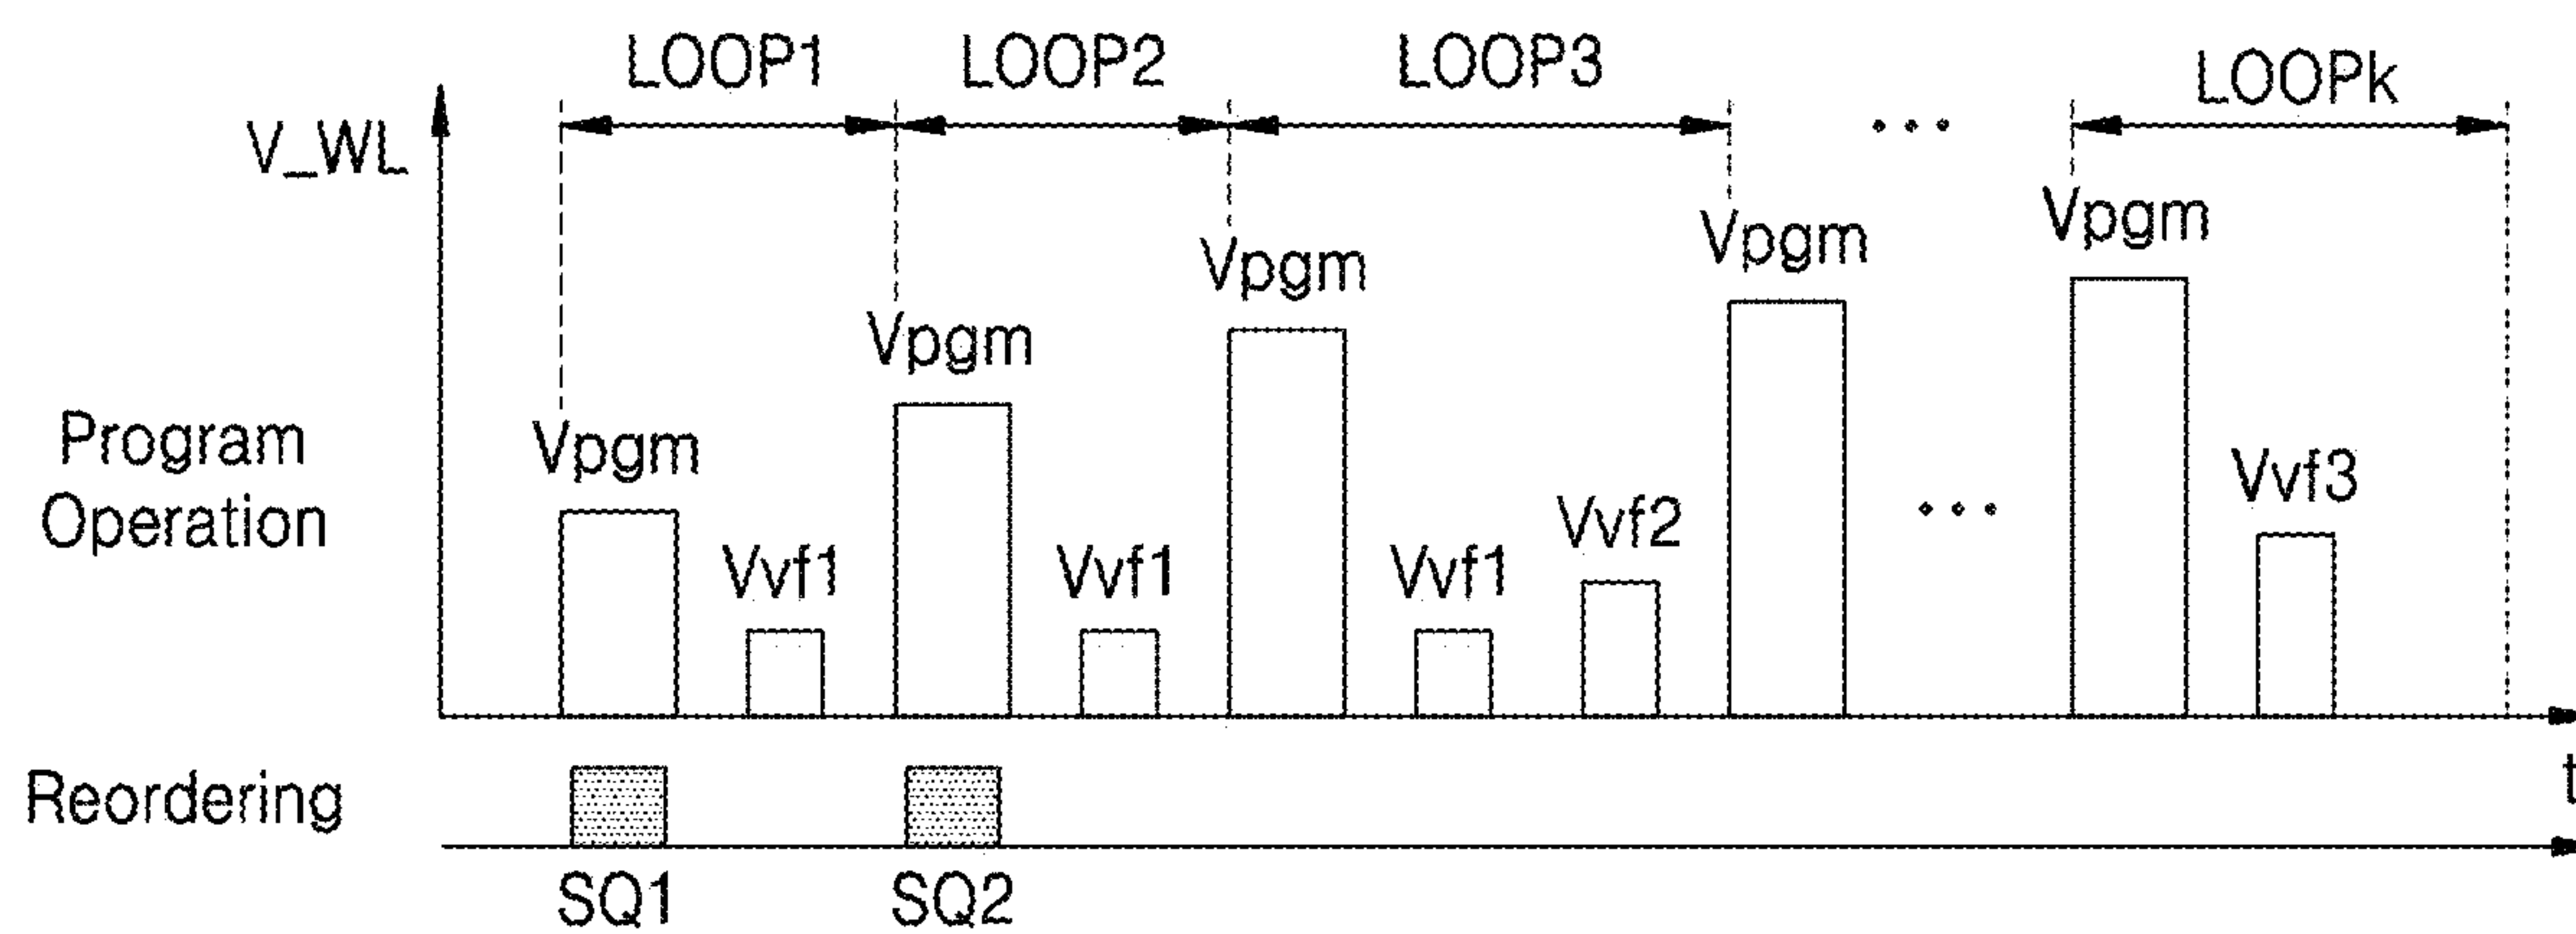 LOOP1 LOOP2 LOOP3 ... LOOPk
V_WL
Vpgm Vpgm Vpgm Vpgm Vpgm
Program
Operation
Vvf1 Vvf1 Vvf1 Vvf2 ... Vvf3
Reordering
t
SQ1 SQ2